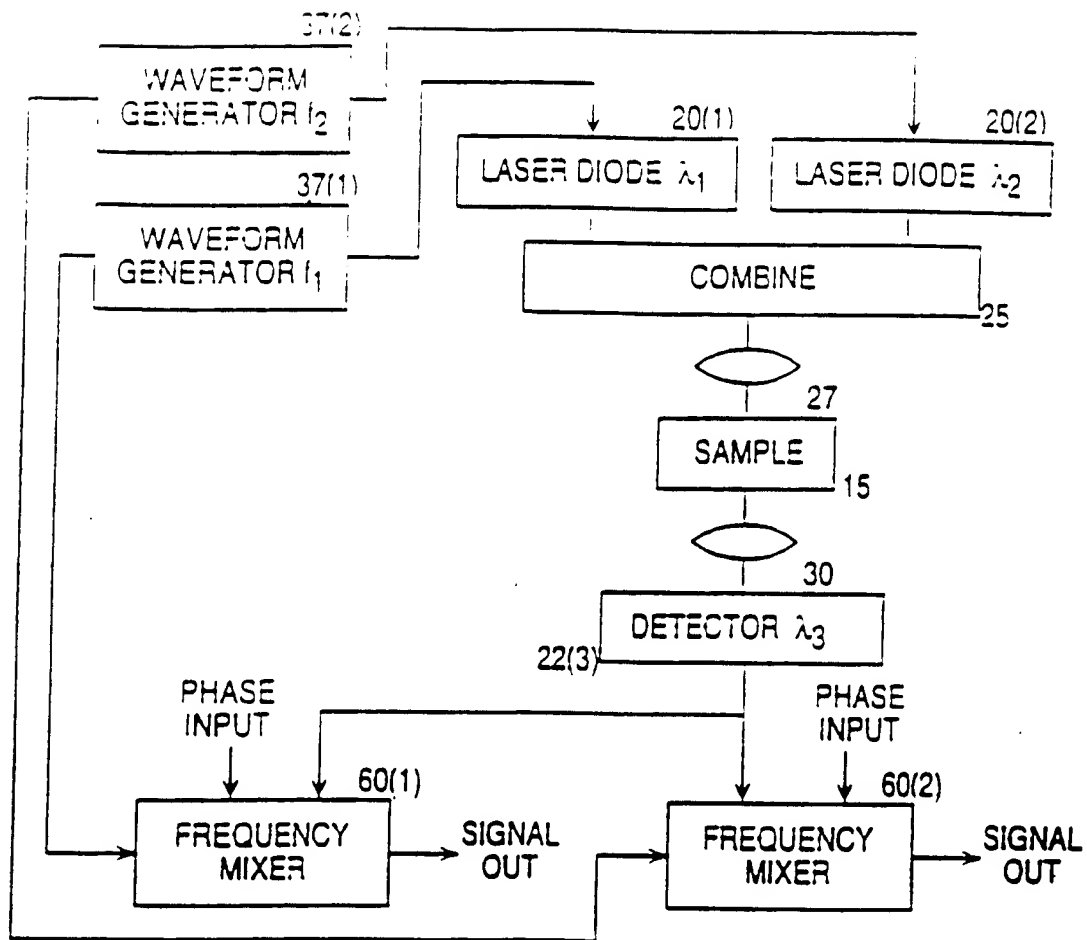 37(2)
WAVEFORM
GENERATOR f2
37(1)
WAVEFORM
GENERATOR f1
20(1)
LASER DIODE λ1
20(2)
LASER DIODE λ2
COMBINE
25
27
SAMPLE
15
30
DETECTOR λ3
22(3)
PHASE
INPUT
PHASE
INPUT
60(1)
FREQUENCY
MIXER
SIGNAL
OUT
60(2)
FREQUENCY
MIXER
SIGNAL
OUT